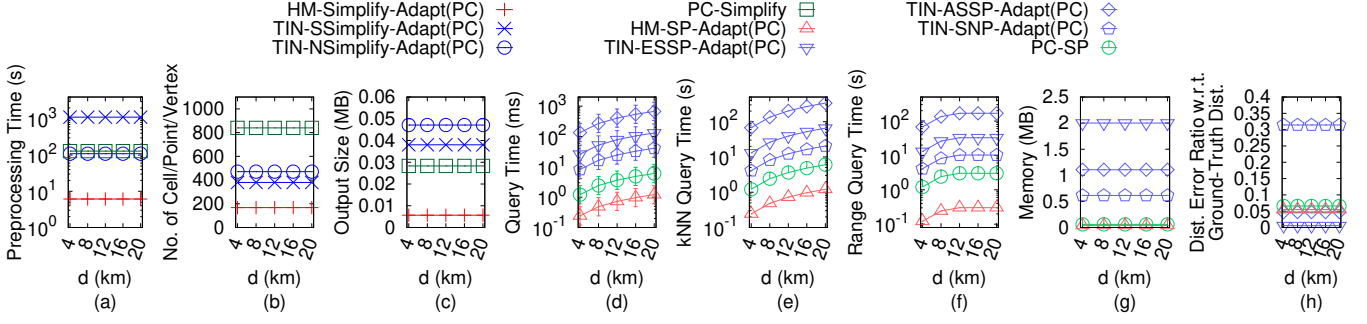 HM-Simplify-Adapt(PC)
TIN-SSimplify-Adapt(PC)
TIN-NSimplify-Adapt(PC)
PC-Simplify
HM-SP-Adapt(PC)
TIN-ESSP-Adapt(PC)
TIN-ASSP-Adapt(PC)
TIN-SNP-Adapt(PC)
PC-SP
Preprocessing Time (s)
10^3
10^2
10^1
10^0
4 8 12 16 20
d (km)
(a)
No. of Cell/Point/Vertex
1000
800
600
400
200
0
4 8 12 16 20
d (km)
(b)
Output Size (MB)
0.06
0.05
0.04
0.03
0.02
0.01
0
4 8 12 16 20
d (km)
(c)
Query Time (ms)
10^3
10^2
10^1
10^0
10^-1
4 8 12 16 20
d (km)
(d)
kNN Query Time (s)
10^2
10^1
10^0
10^-1
4 8 12 16 20
d (km)
(e)
Range Query Time (s)
10^2
10^1
10^0
10^-1
4 8 12 16 20
d (km)
(f)
Memory (MB)
2.5
2
1.5
1
0.5
0
4 8 12 16 20
d (km)
(g)
Dist. Error Ratio w.r.t.
Ground-Truth Dist.
0.4
0.35
0.3
0.25
0.2
0.15
0.1
0.05
0
4 8 12 16 20
d (km)
(h)